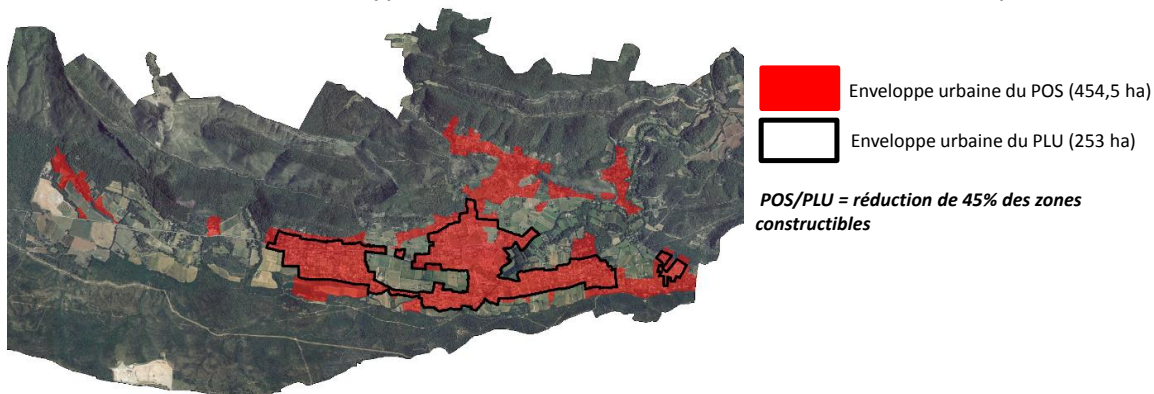 Enveloppe urbaine du POS (454,5 ha)
Enveloppe urbaine du PLU (253 ha)
POS/PLU = réduction de 45% des zones
constructibles